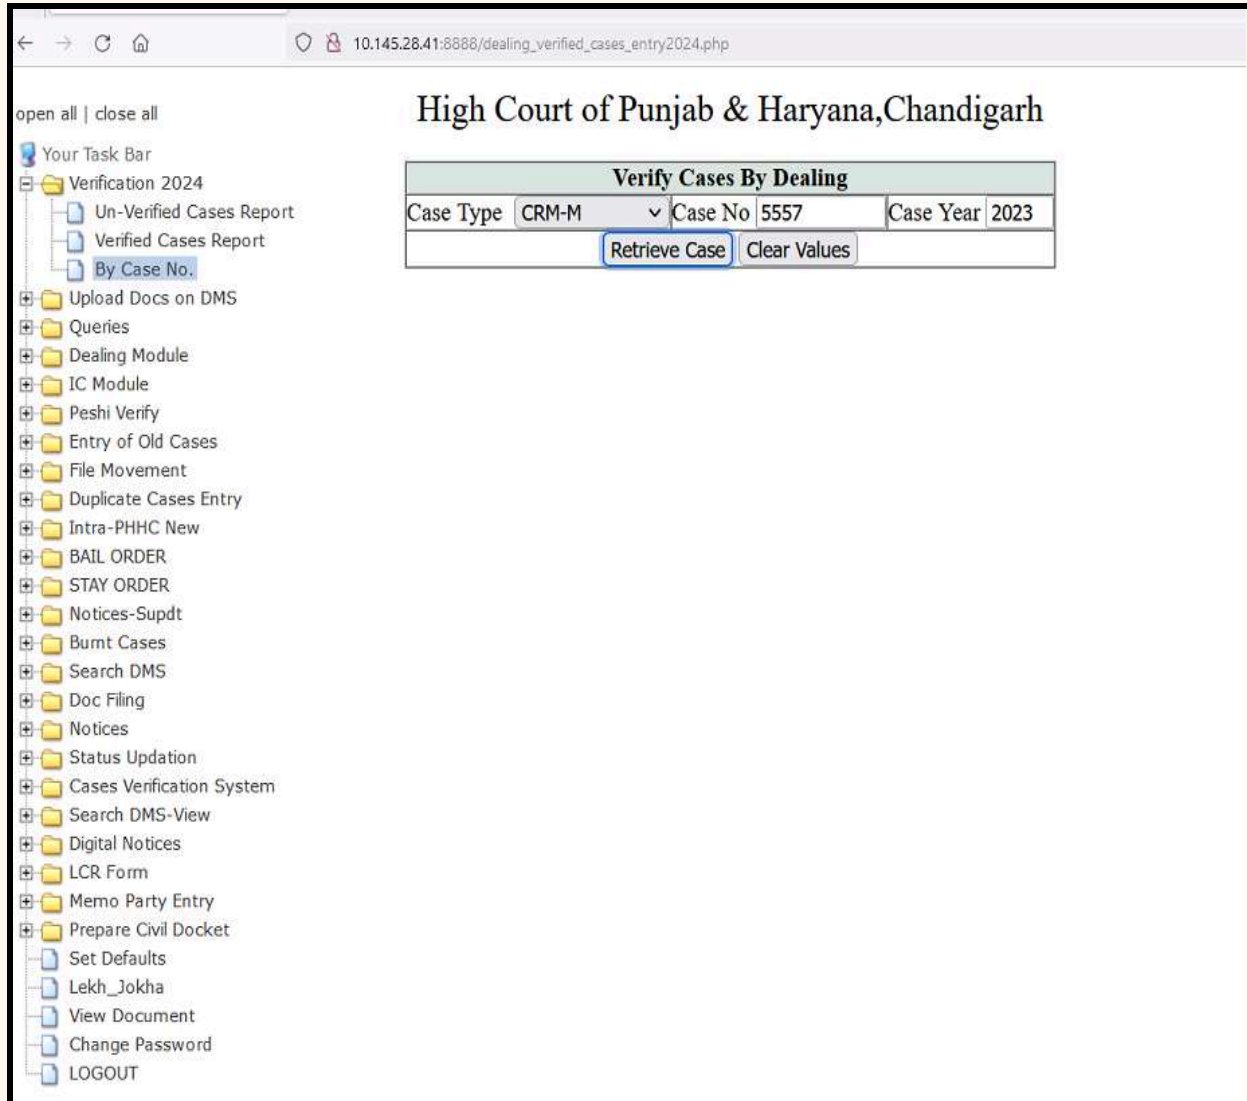 10.145.28.41:8888/dealing_verified_cases_entry2024.php
open all | close all
Your Task Bar
Verification 2024
Un-Verified Cases Report
Verified Cases Report
By Case No.
Upload Docs on DMS
Queries
Dealing Module
IC Module
Peshi Verify
Entry of Old Cases
File Movement
Duplicate Cases Entry
Intra-PHHC New
BAIL ORDER
STAY ORDER
Notices-Supdt
Burnt Cases
Search DMS
Doc Filing
Notices
Status Updation
Cases Verification System
Search DMS-View
Digital Notices
LCR Form
Memo Party Entry
Prepare Civil Docket
Set Defaults
Lekh_Jokha
View Document
Change Password
LOGOUT
High Court of Punjab & Haryana,Chandigarh
Verify Cases By Dealing
Case Type CRM-M Case No 5557 Case Year 2023
Retrieve Case Clear Values